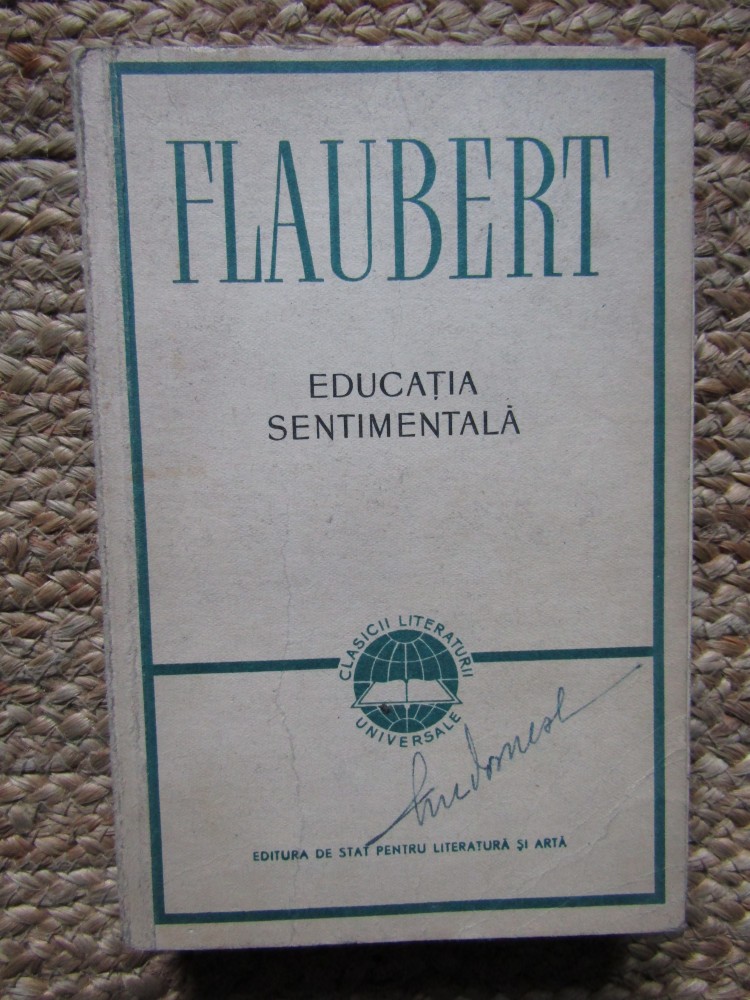 FLAUBERT
EDUCAȚIA
SENTIMENTALĂ
CLASICII LITERATURII
UNIVERSALE
EDITURA DE STAT PENTRU LITERATURĂ ȘI ARTĂ